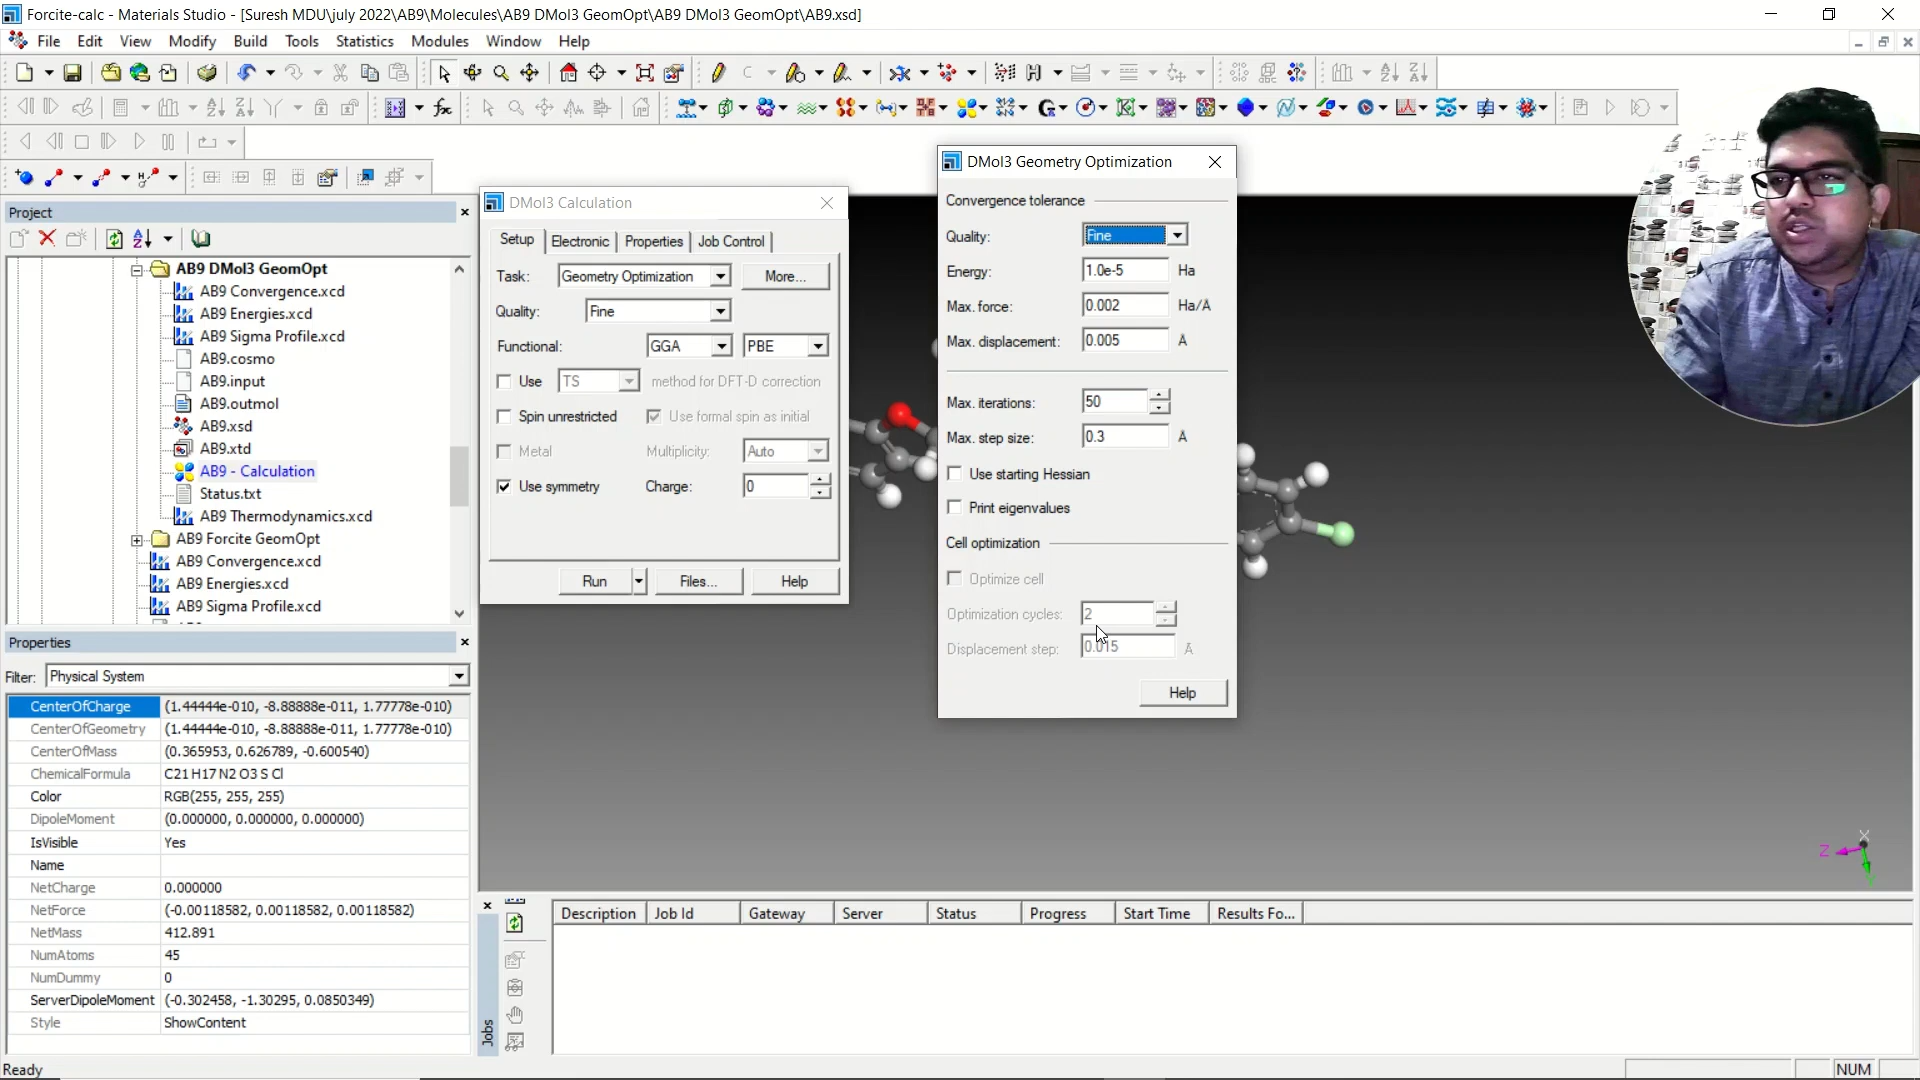 Forcite-calc - Materials Studio - [Suresh MDU\july 2022\AB9\Molecules\AB9 DMol3 GeomOpt\AB9 DMol3 GeomOpt\AB9.xsd]
File Edit View Modify Build Tools Statistics Modules Window Help
Project
AB9 DMol3 GeomOpt
AB9 Convergence.xcd
AB9 Energies.xcd
AB9 Sigma Profile.xcd
AB9.cosmo
AB9.input
AB9.outmol
AB9.xsd
AB9.xtd
AB9 - Calculation
Status.txt
AB9 Thermodynamics.xcd
AB9 Forcite GeomOpt
AB9 Convergence.xcd
AB9 Energies.xcd
AB9 Sigma Profile.xcd
Properties
Filter: Physical System
CenterOfCharge (1.44444e-010, -8.88888e-011, 1.77778e-010)
CenterOfGeometry (1.44444e-010, -8.88888e-011, 1.77778e-010)
CenterOfMass (0.365953, 0.626789, -0.600540)
ChemicalFormula C21 H17 N2 O3 S Cl
Color RGB(255, 255, 255)
DipoleMoment (0.000000, 0.000000, 0.000000)
IsVisible Yes
Name
NetCharge 0.000000
NetForce (-0.00118582, 0.00118582, 0.00118582)
NetMass 412.891
NumAtoms 45
NumDummy 0
ServerDipoleMoment (-0.302458, -1.30295, 0.0850349)
Style ShowContent
DMol3 Calculation
Setup Electronic Properties Job Control
Task: Geometry Optimization More...
Quality: Fine
Functional: GGA PBE
Use TS method for DFT-D correction
Spin unrestricted Use formal spin as initial
Metal Multiplicity: Auto
Use symmetry Charge: 0
Run Files... Help
DMol3 Geometry Optimization
Convergence tolerance
Quality: Fine
Energy: 1.0e-5 Ha
Max. force: 0.002 Ha/Å
Max. displacement: 0.005 Å
Max. iterations: 50
Max. step size: 0.3 Å
Use starting Hessian
Print eigenvalues
Cell optimization
Optimize cell
Optimization cycles: 2
Displacement step: 0.015 Å
Help
X
Z
Jobs
Description Job Id Gateway Server Status Progress Start Time Results Fo...
Ready
NUM